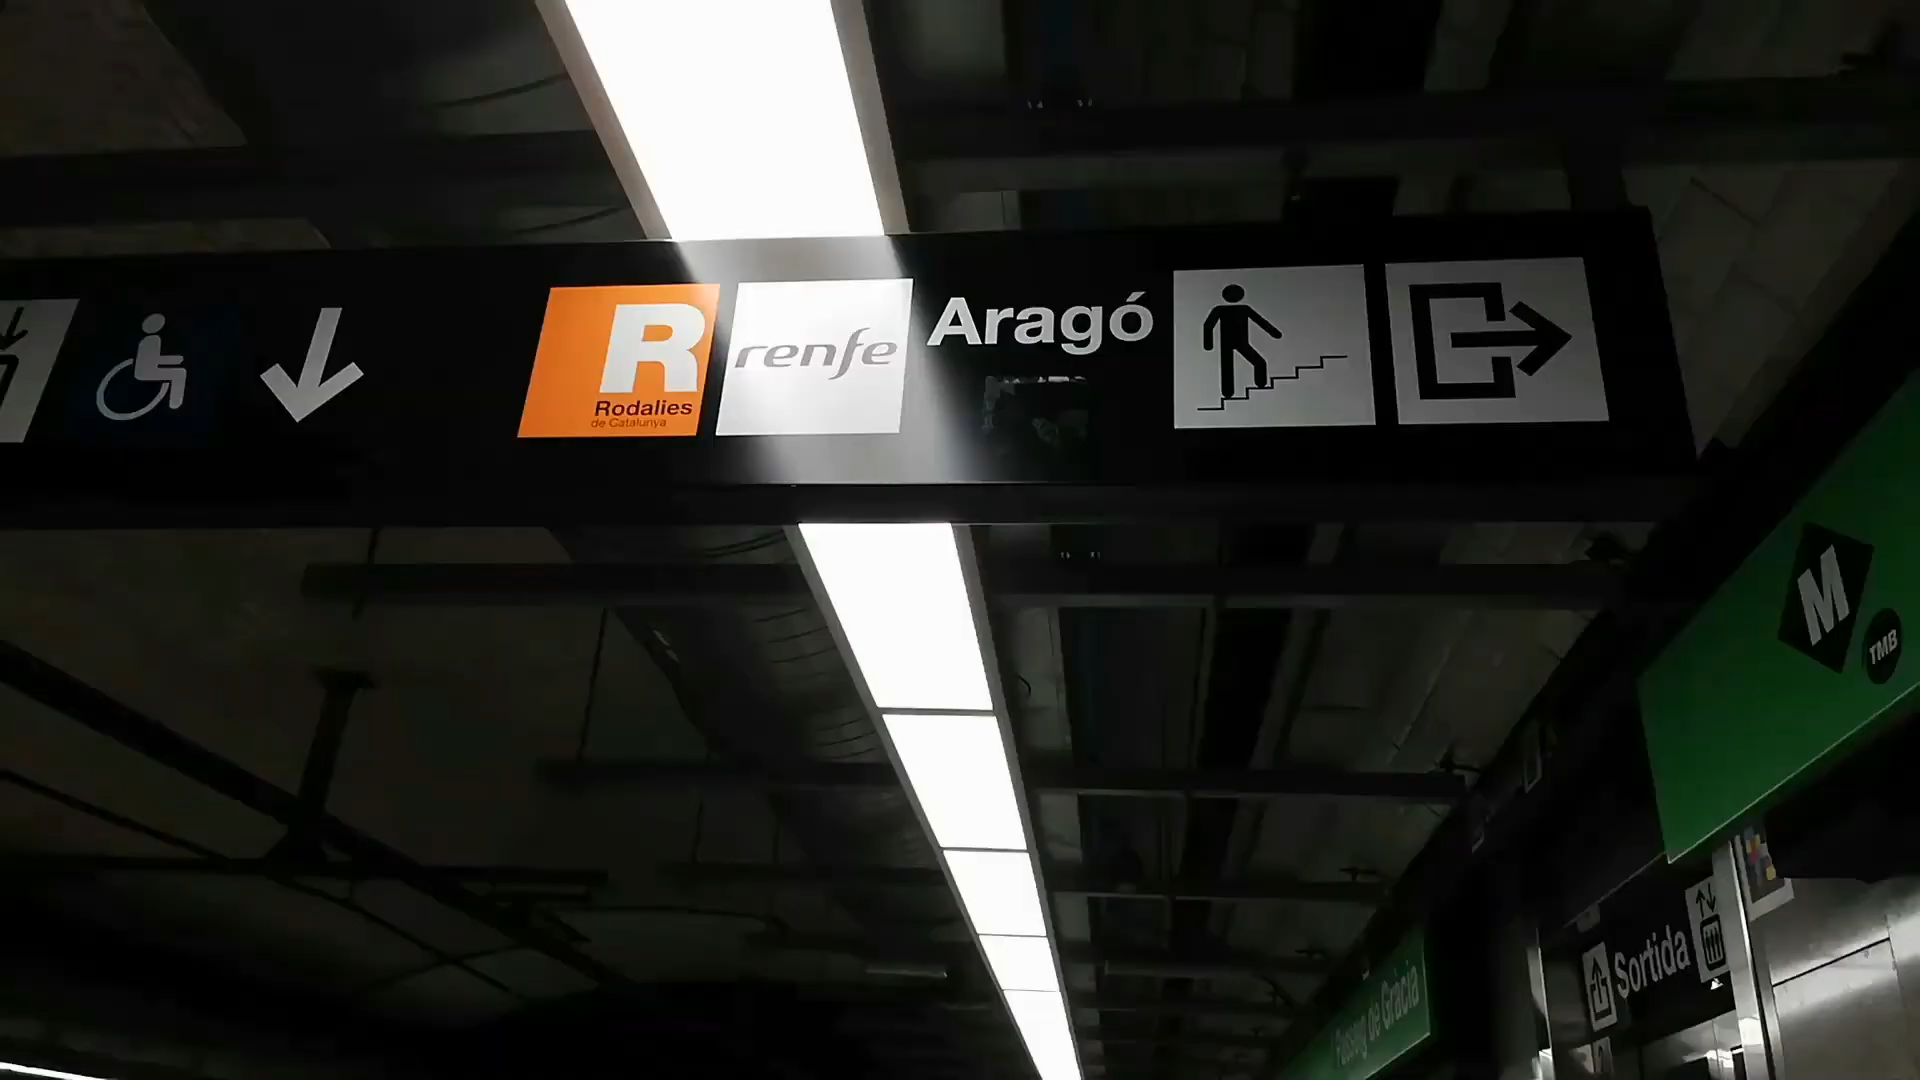 R
Rodalies
de Catalunya
renfe
Aragó
M
TMB
Sortida
Passeig de Gràcia